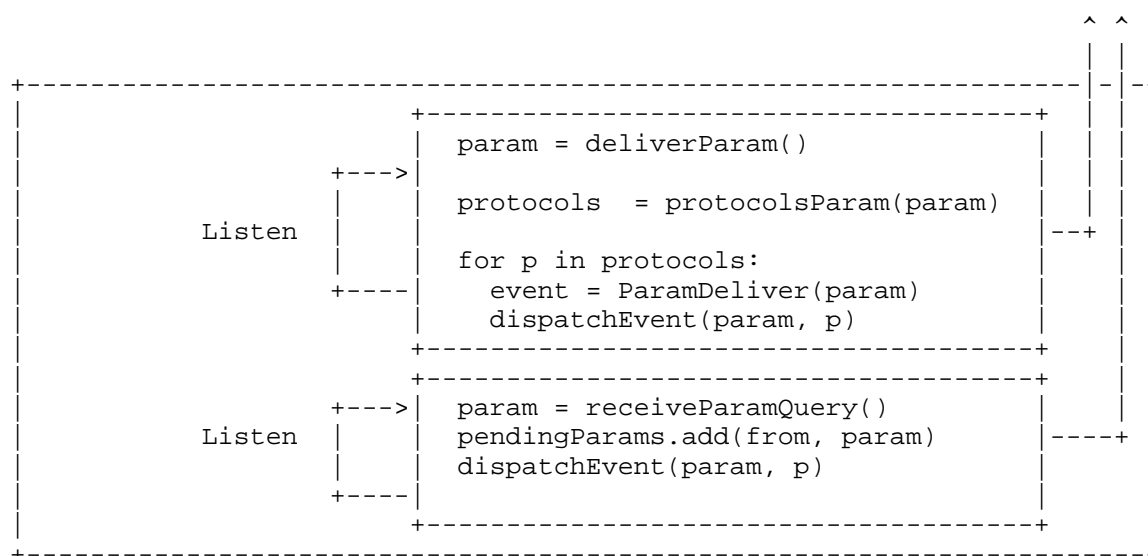 param = deliverParam()
protocols = protocolsParam(param)
Listen
for p in protocols:
event = ParamDeliver(param)
dispatchEvent(param, p)
param = receiveParamQuery()
Listen
pendingParams.add(from, param)
dispatchEvent(param, p)